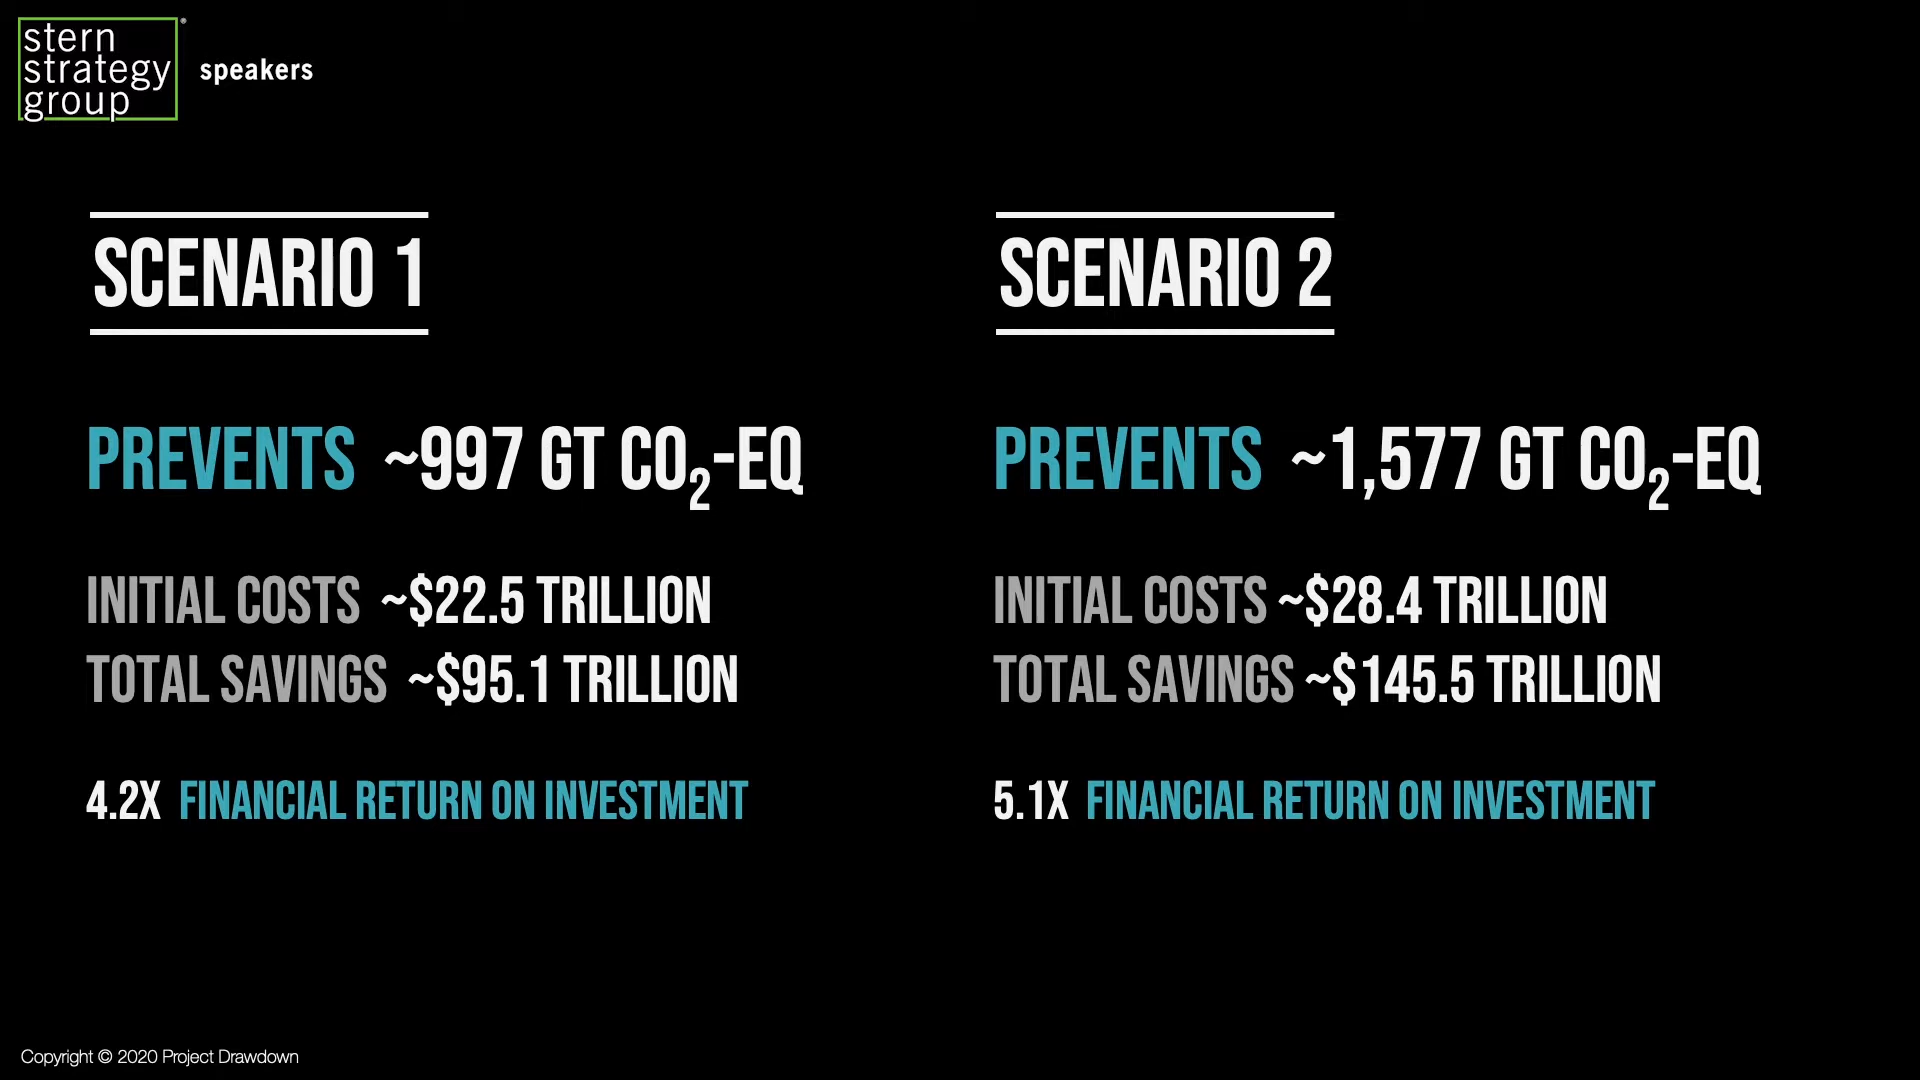 stern
strategy
group
®
speakers
SCENARIO 1
PREVENTS ~997 GT CO₂-EQ
INITIAL COSTS ~$22.5 TRILLION
TOTAL SAVINGS ~$95.1 TRILLION
4.2X FINANCIAL RETURN ON INVESTMENT
SCENARIO 2
PREVENTS ~1,577 GT CO₂-EQ
INITIAL COSTS ~$28.4 TRILLION
TOTAL SAVINGS ~$145.5 TRILLION
5.1X FINANCIAL RETURN ON INVESTMENT
Copyright © 2020 Project Drawdown